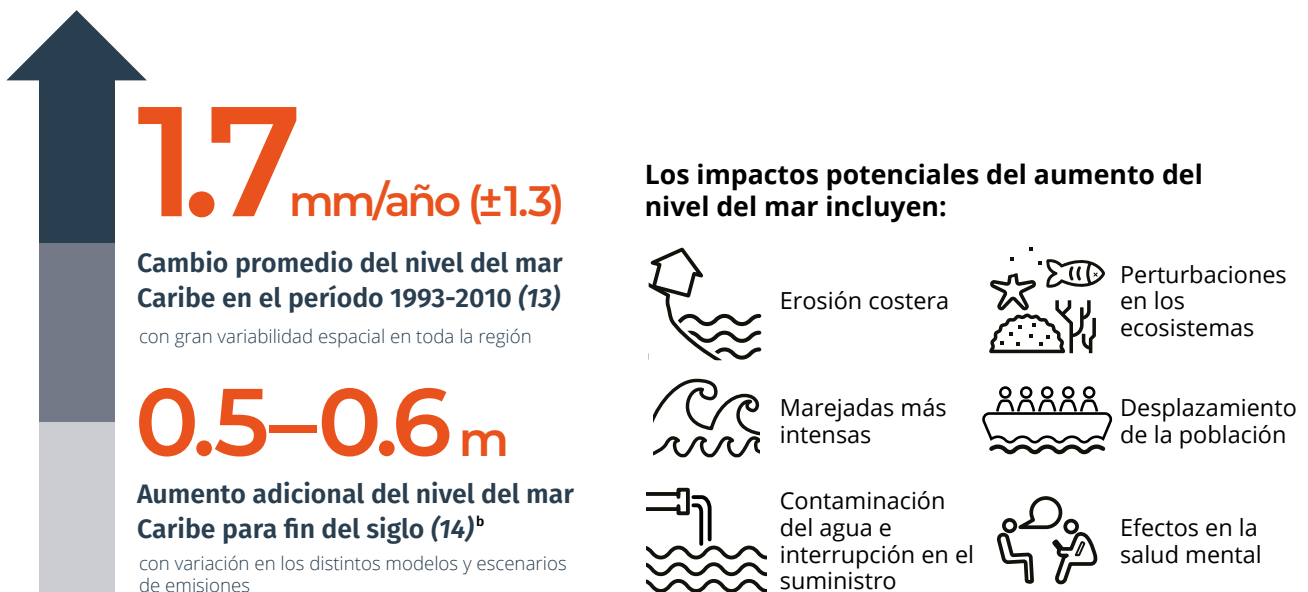 1.7 mm/año (±1.3)
Cambio promedio del nivel del mar
Caribe en el período 1993-2010 (13)
con gran variabilidad espacial en toda la región
0.5–0.6 m
Aumento adicional del nivel del mar
Caribe para fin del siglo (14)b
con variación en los distintos modelos y escenarios
de emisiones
Los impactos potenciales del aumento del
nivel del mar incluyen:
Erosión costera
Perturbaciones
en los
ecosistemas
Marejadas más
intensas
Desplazamiento
de la población
Contaminación
del agua e
interrupción en el
suministro
Efectos en la
salud mental